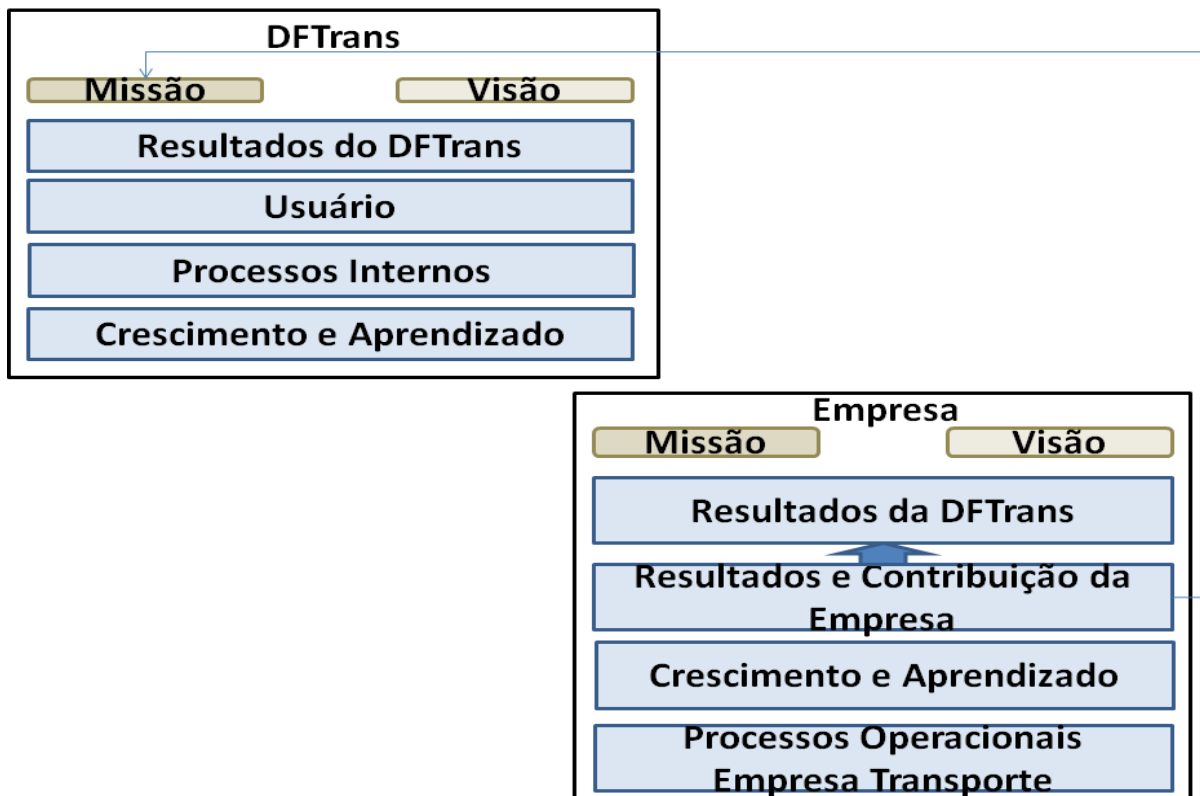 DFTrans
Missão
Visão
Resultados do DFTrans
Usuário
Processos Internos
Crescimento e Aprendizado
Empresa
Missão
Visão
Resultados da DFTrans
Resultados e Contribuição da
Empresa
Crescimento e Aprendizado
Processos Operacionais
Empresa Transporte